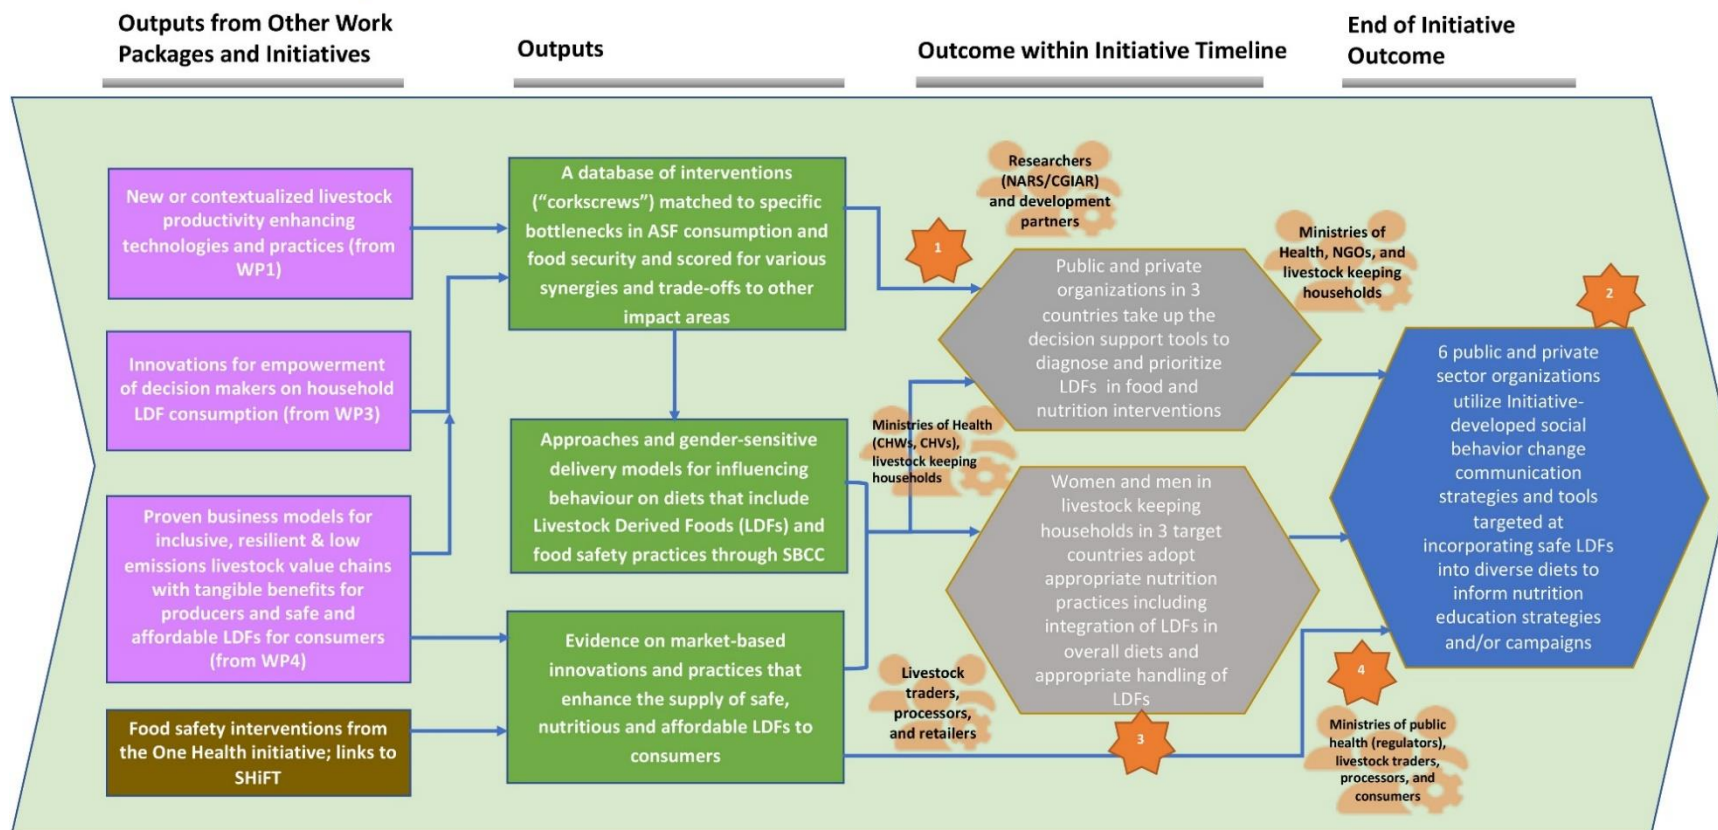 Outputs from Other Work
Packages and Initiatives
Outputs
Outcome within Initiative Timeline
End of Initiative
Outcome
New or contextualized livestock
productivity enhancing
technologies and practices (from
WP1)
Innovations for empowerment
of decision makers on household
LDF consumption (from WP3)
Proven business models for
inclusive, resilient & low
emissions livestock value chains
with tangible benefits for
producers and safe and
affordable LDFs for consumers
(from WP4)
Food safety interventions from
the One Health initiative; links to
SHiFT
A database of interventions
(“corkscrews”) matched to specific
bottlenecks in ASF consumption and
food security and scored for various
synergies and trade-offs to other
impact areas
Approaches and gender-sensitive
delivery models for influencing
behaviour on diets that include
Livestock Derived Foods (LDFs) and
food safety practices through SBCC
Evidence on market-based
innovations and practices that
enhance the supply of safe,
nutritious and affordable LDFs to
consumers
Researchers
(NARS/CGIAR)
and development
partners
1
Public and private
organizations in 3
countries take up the
decision support tools to
diagnose and prioritize
LDFs in food and
nutrition interventions
Ministries of Health
(CHWs, CHVs),
livestock keeping
households
Women and men in
livestock keeping
households in 3 target
countries adopt
appropriate nutrition
practices including
integration of LDFs in
overall diets and
appropriate handling of
LDFs
Livestock
traders,
processors,
and retailers
3
Ministries of
Health, NGOs, and
livestock keeping
households
2
6 public and private
sector organizations
utilize Initiative-
developed social
behavior change
communication
strategies and tools
targeted at
incorporating safe LDFs
into diverse diets to
inform nutrition
education strategies
and/or campaigns
4
Ministries of public
health (regulators),
livestock traders,
processors, and
consumers